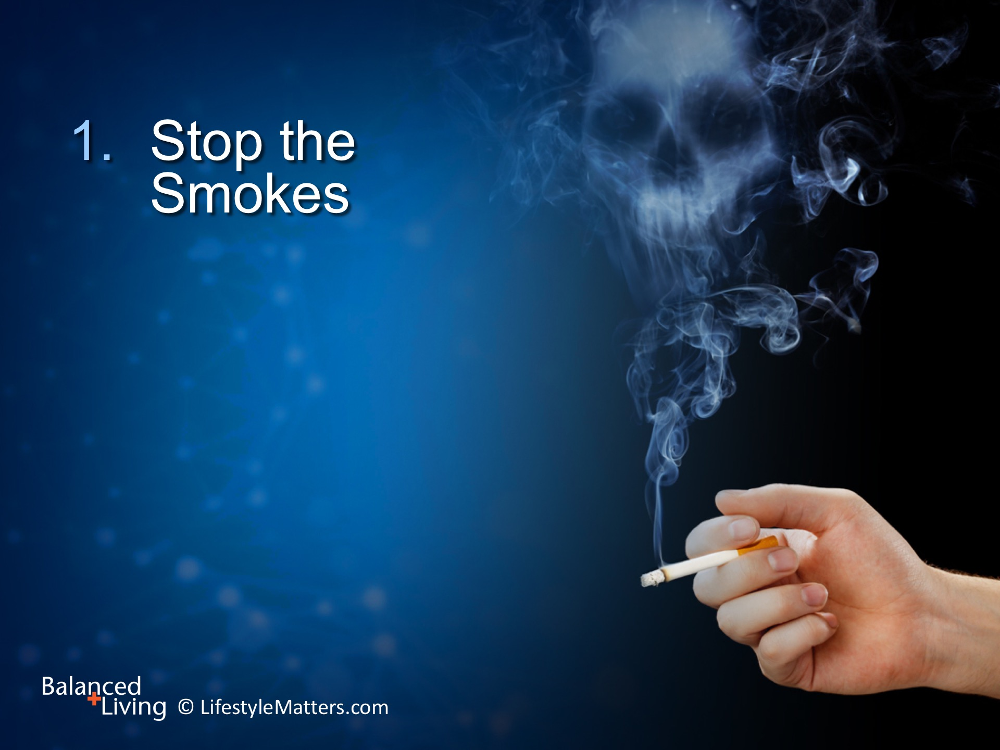 1. Stop the
Smokes
Balanced
Living © LifestyleMatters.com